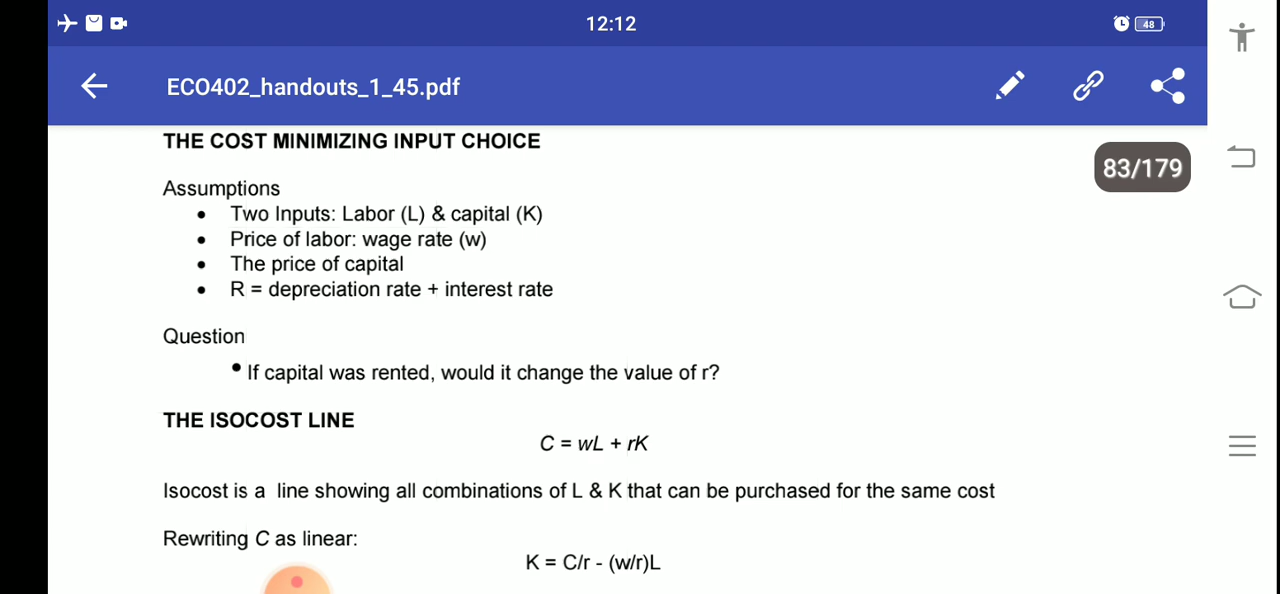 12:12
48
ECO402_handouts_1_45.pdf
THE COST MINIMIZING INPUT CHOICE
83/179
Assumptions
• Two Inputs: Labor (L) & capital (K)
• Price of labor: wage rate (w)
• The price of capital
• R = depreciation rate + interest rate
Question
• If capital was rented, would it change the value of r?
THE ISOCOST LINE
C = wL + rK
Isocost is a line showing all combinations of L & K that can be purchased for the same cost
Rewriting C as linear:
K = C/r - (w/r)L